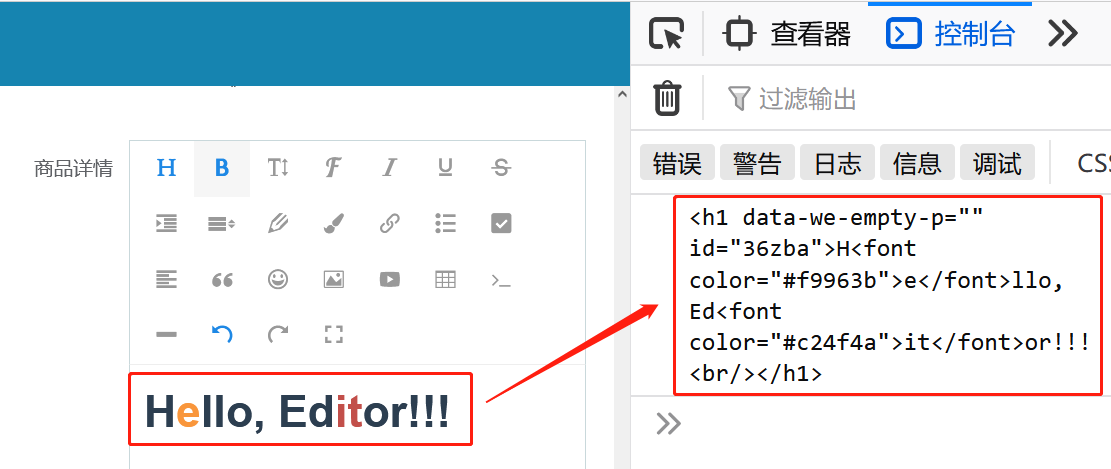 查看器
控制台
过滤输出
错误 警告 日志 信息 调试 CSS
商品详情
Hello, Editor!!!
<h1 data-we-empty-p=""
id="36zba">H<font
color="#f9963b">e</font>llo,
Ed<font
color="#c24f4a">it</font>or!!!
<br/></h1>